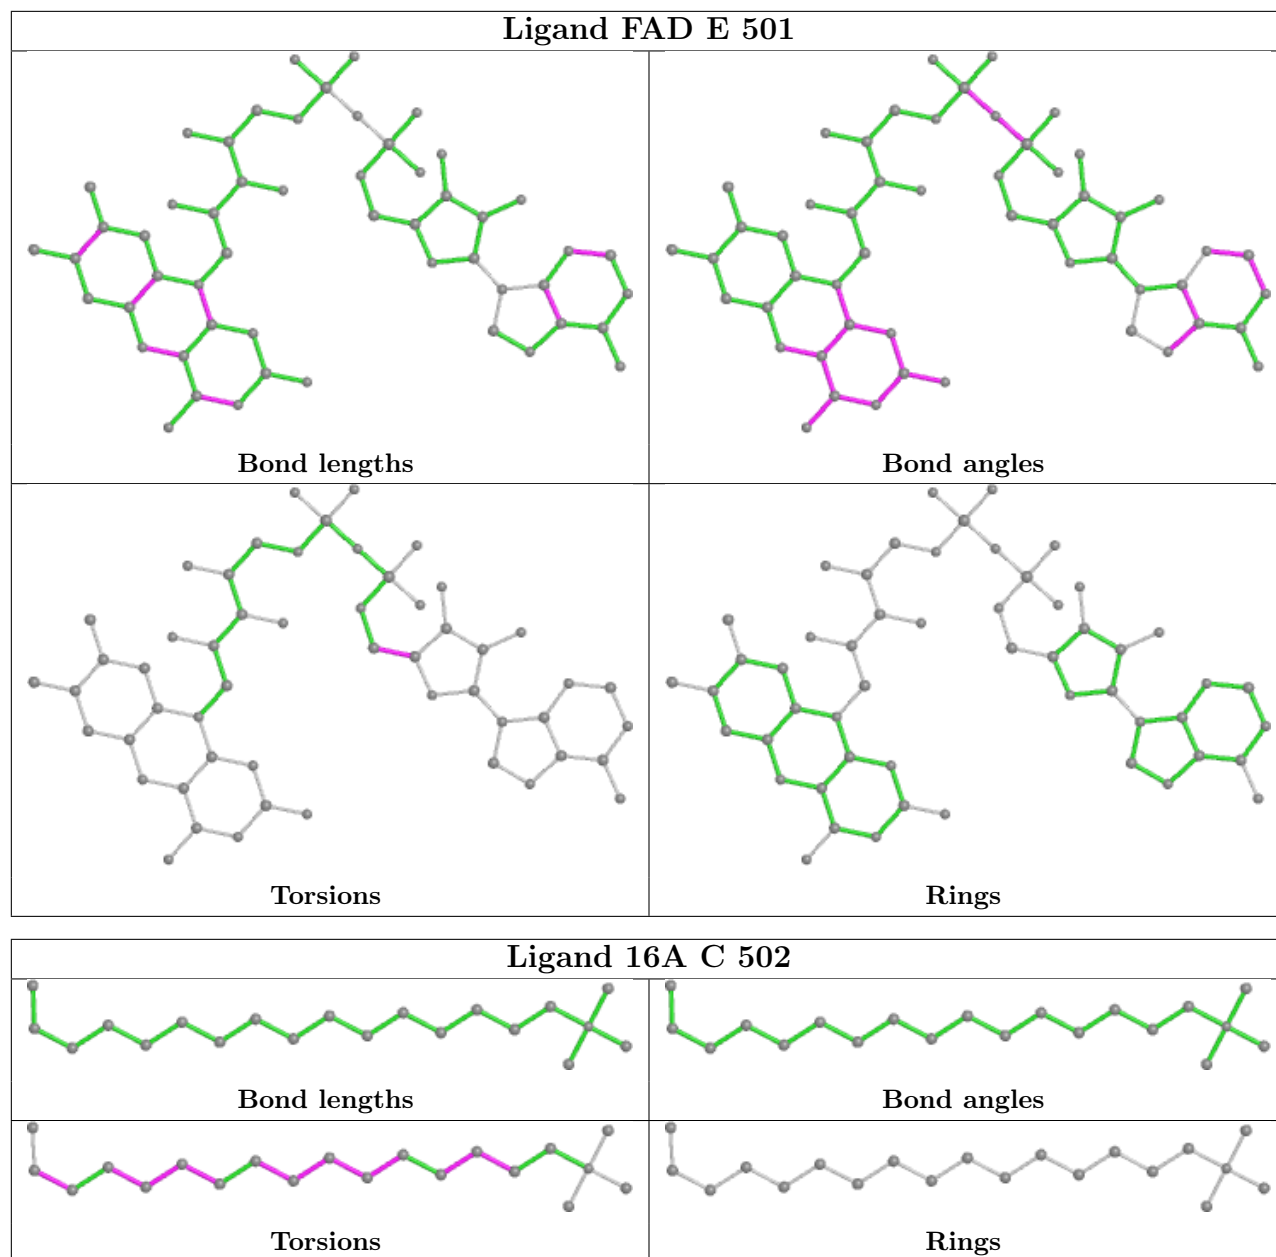 Ligand FAD E 501
Bond lengths
Bond angles
Torsions
Rings
Ligand 16A C 502
Bond lengths
Bond angles
Torsions
Rings